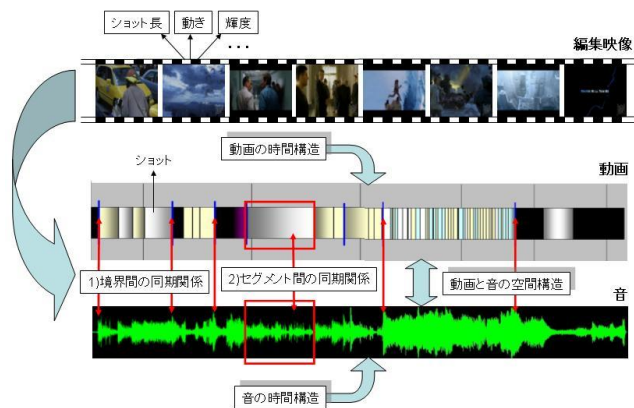 ショット長
動き
輝度
・・・
編集映像
動画の時間構造
動画
ショット
1)境界間の同期関係
2)セグメント間の同期関係
動画と音の空間構造
音
音の時間構造